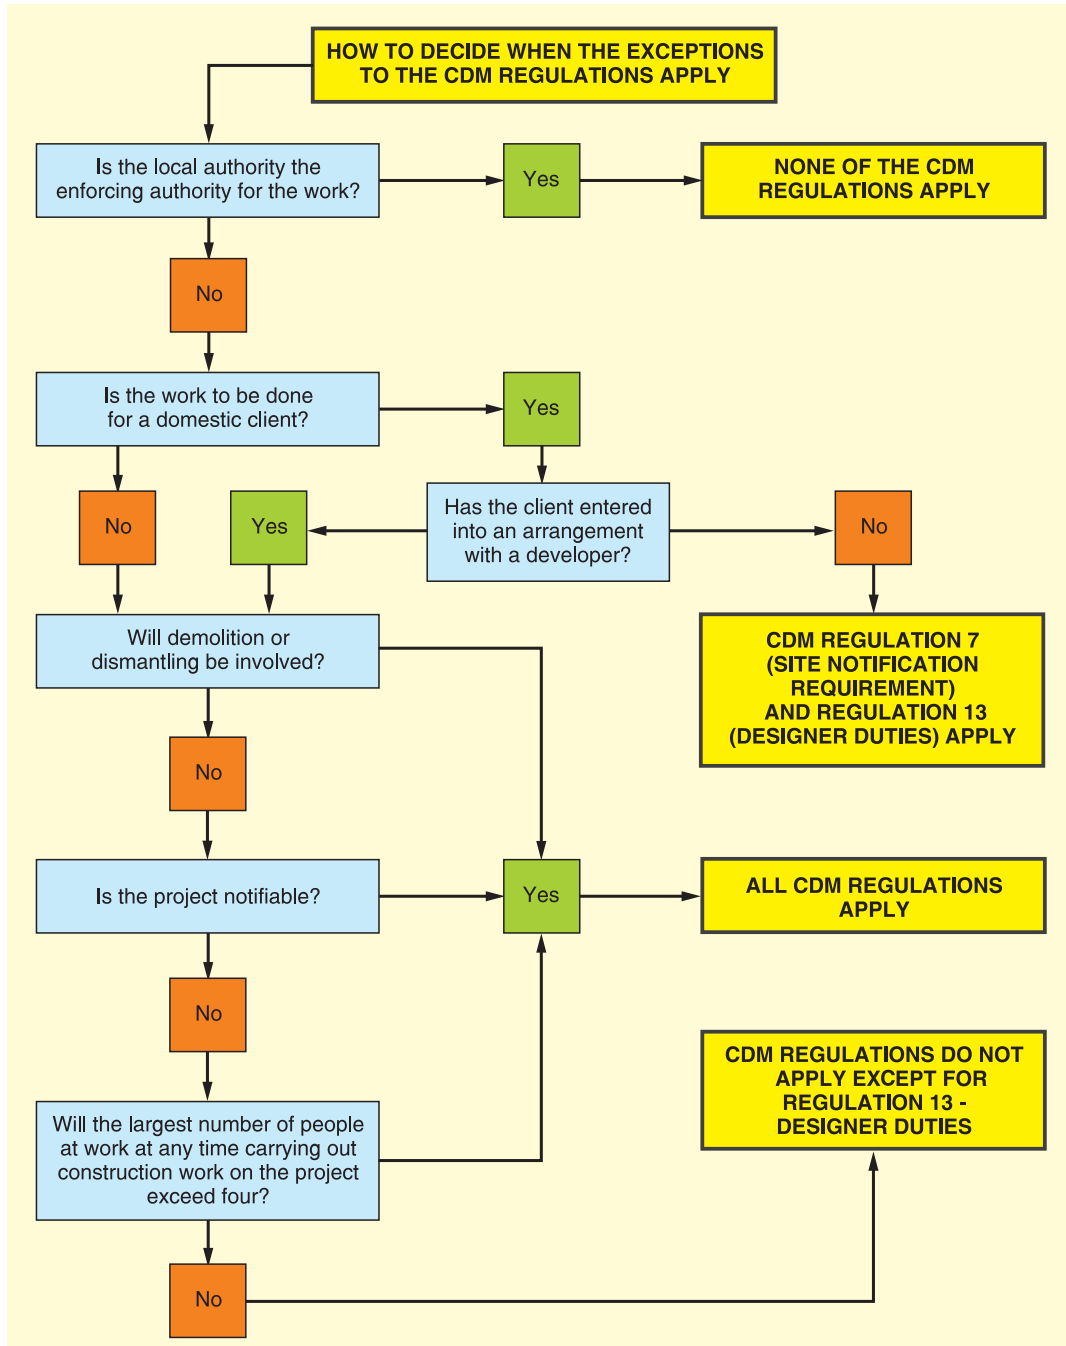 HOW TO DECIDE WHEN THE EXCEPTIONS
TO THE CDM REGULATIONS APPLY
Is the local authority the
enforcing authority for the work?
Yes
NONE OF THE CDM
REGULATIONS APPLY
No
Is the work to be done
for a domestic client?
Yes
No
Yes
Has the client entered
into an arrangement
with a developer?
No
Will demolition or
dismantling be involved?
CDM REGULATION 7
(SITE NOTIFICATION
REQUIREMENT)
AND REGULATION 13
(DESIGNER DUTIES) APPLY
No
Is the project notifiable?
Yes
ALL CDM REGULATIONS
APPLY
No
CDM REGULATIONS DO NOT
APPLY EXCEPT FOR
REGULATION 13 -
DESIGNER DUTIES
Will the largest number of people
at work at any time carrying out
construction work on the project
exceed four?
No